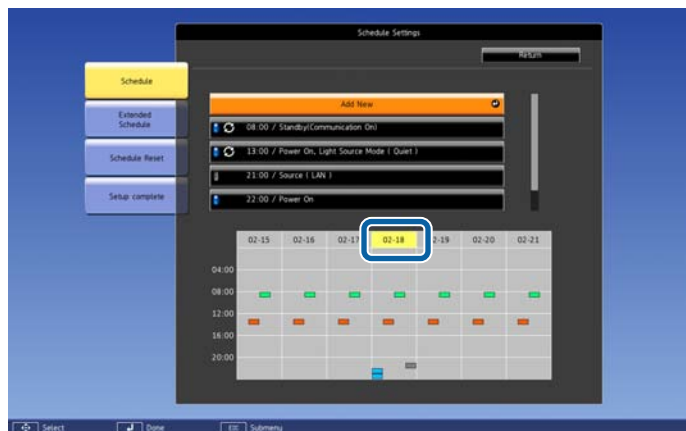 Schedule Settings
Return
Schedule
Extended
Schedule
Schedule Reset
Setup complete
Add New
08:00 / Standby(Communication On)
13:00 / Power On, Light Source Mode ( Quiet )
21:00 / Source ( LAN )
22:00 / Power On
02-15 02-16 02-17 02-18 2-19 02-20 02-21
04:00
08:00
12:00
16:00
20:00
Select Done Submenu